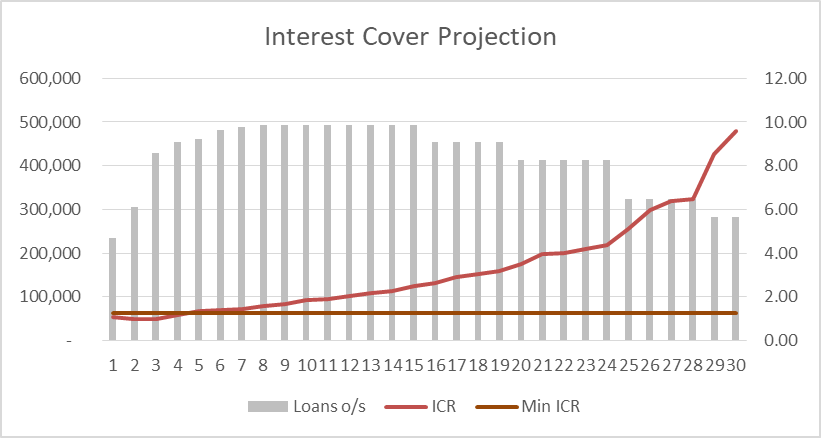 Interest Cover Projection
600,000 12.00
500,000 10.00
400,000 8.00
300,000 6.00
200,000 4.00
100,000 2.00
- 0.00
1 2 3 4 5 6 7 8 9 10 11 12 13 14 15 16 17 18 19 20 21 22 23 24 25 26 27 28 29 30
Loans o/s ICR Min ICR